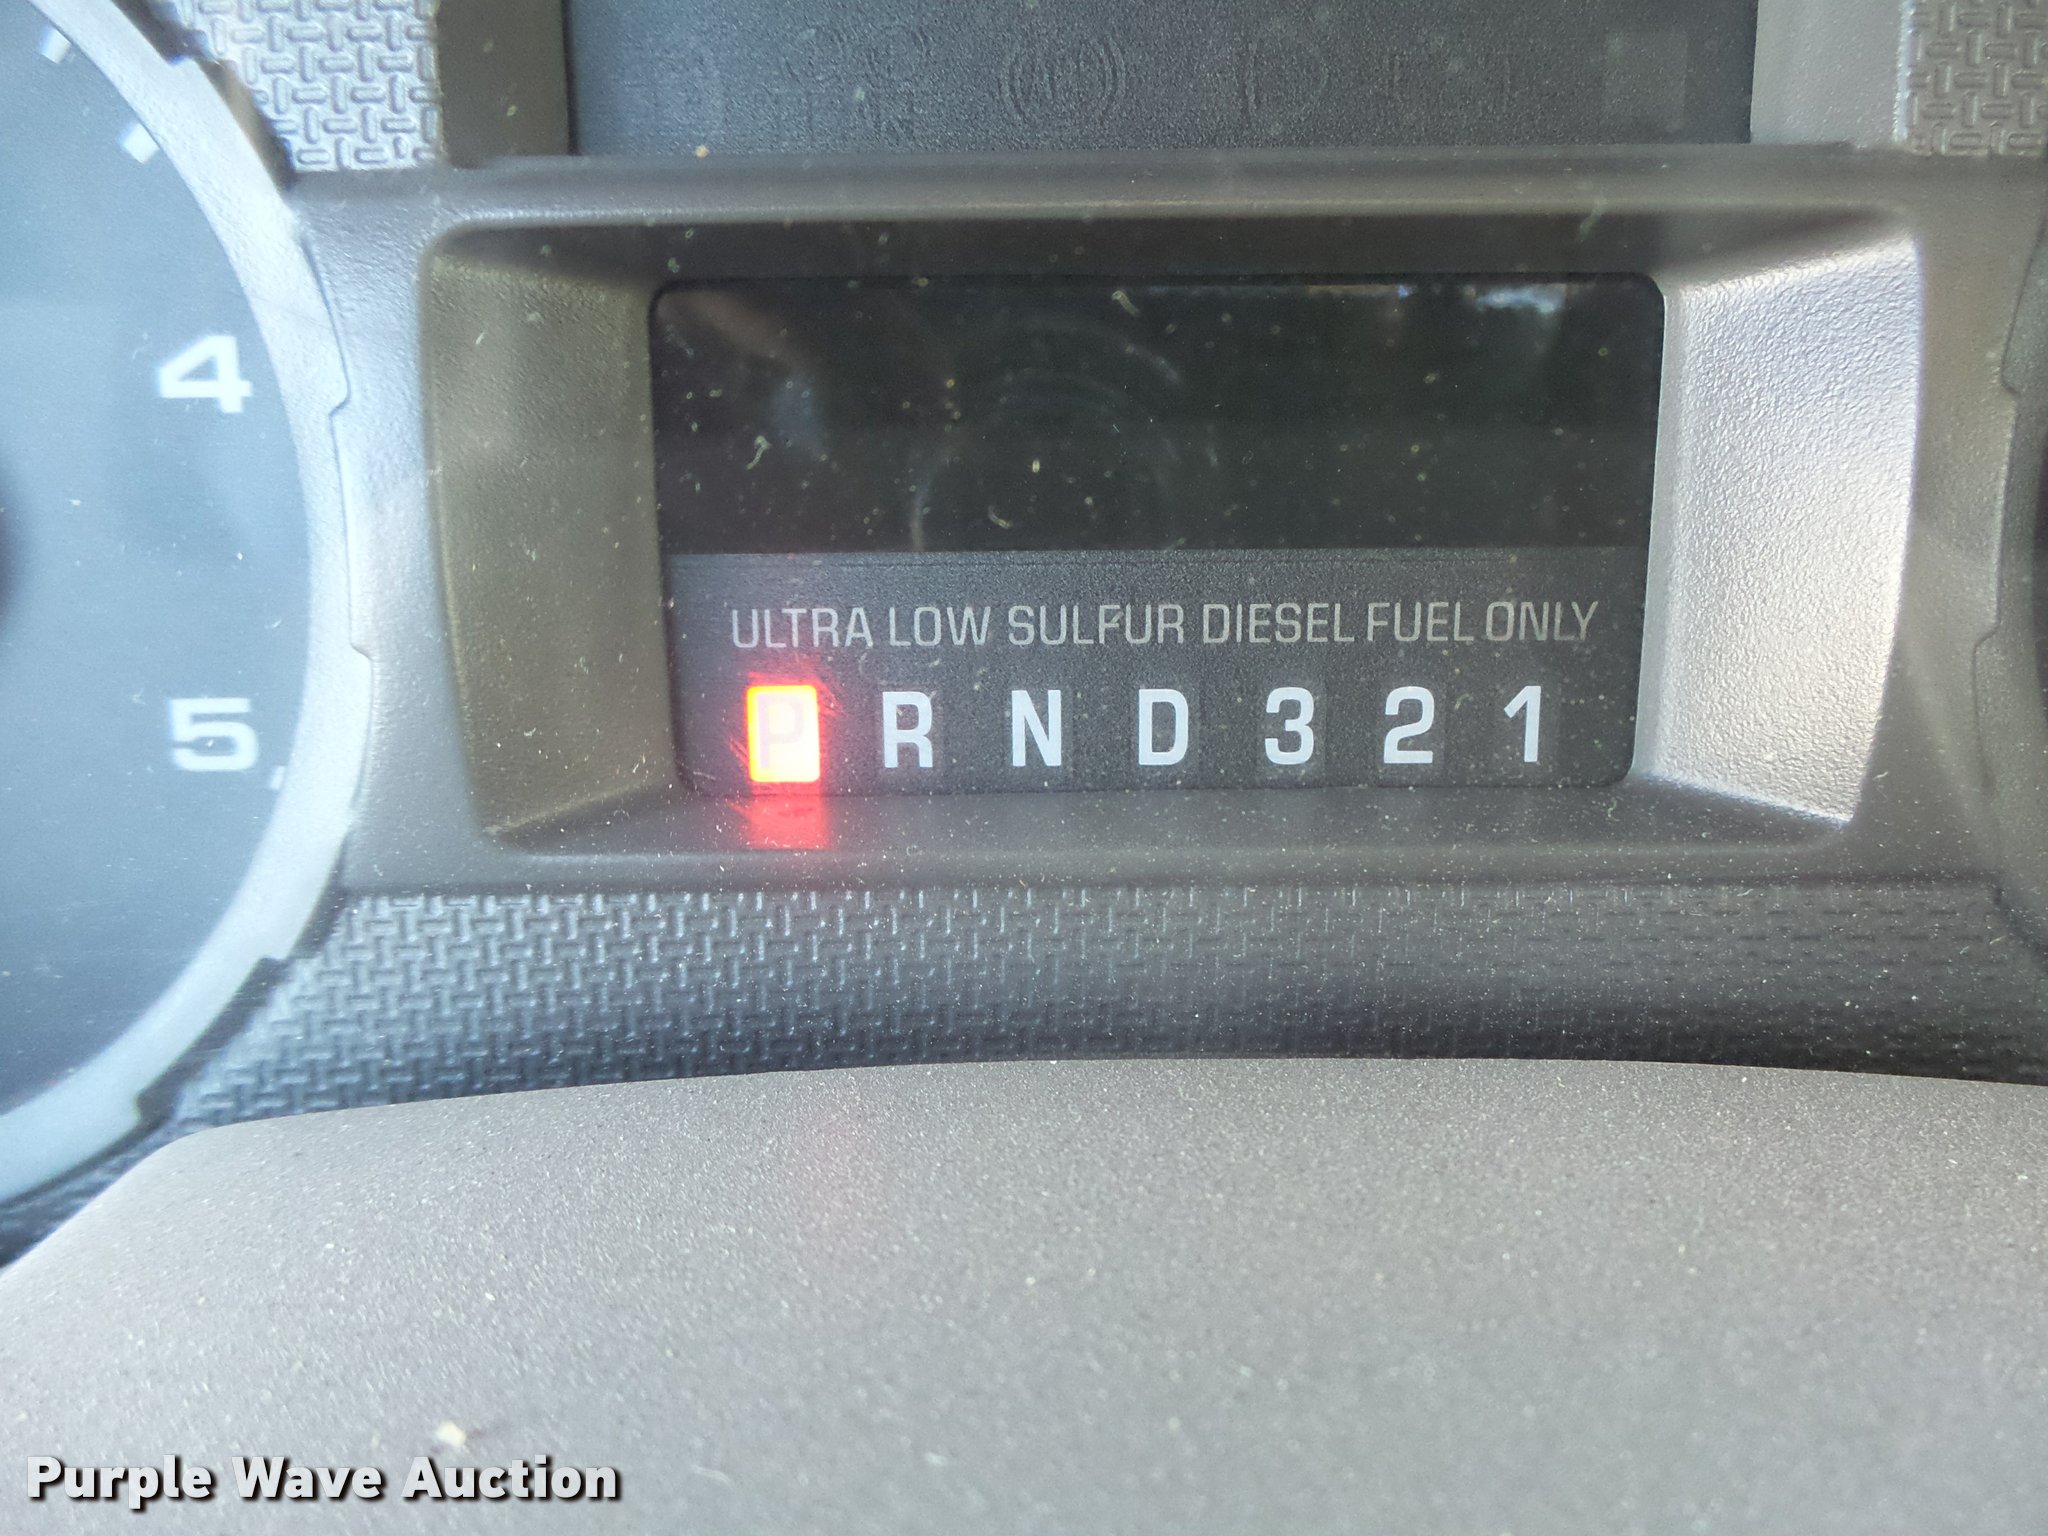 4
5
ULTRA LOW SULFUR DIESEL FUEL ONLY
P R N D 3 2 1
Purple Wave Auction